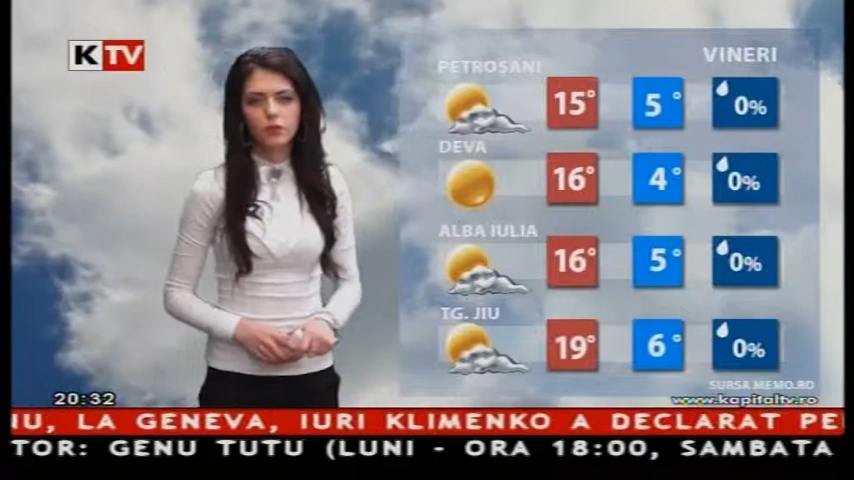 KTV
VINERI
PETROȘANI
15° 5° 0%
DEVA
16° 4° 0%
ALBA IULIA
16° 5° 0%
TG. JIU
19° 6° 0%
SURSA MEMO.RO
20:32
www.kapitaltv.ro
IU, LA GENEVA, IURI KLIMENKO A DECLARAT PE
TOR: GENU TUTU (LUNI - ORA 18:00, SAMBATA